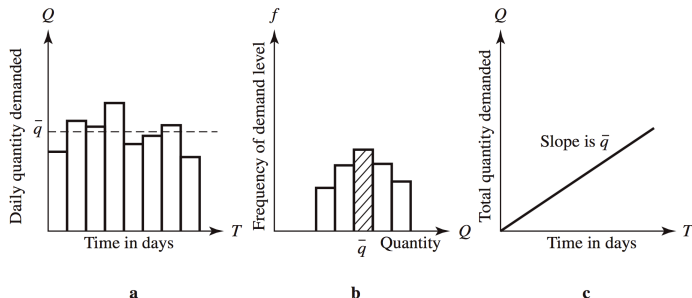 Q
Daily quantity demanded
q̄
T
Time in days
a
f
Frequency of demand level
q̄
Quantity
Q
b
Q
Total quantity demanded
Slope is q̄
Time in days
T
c